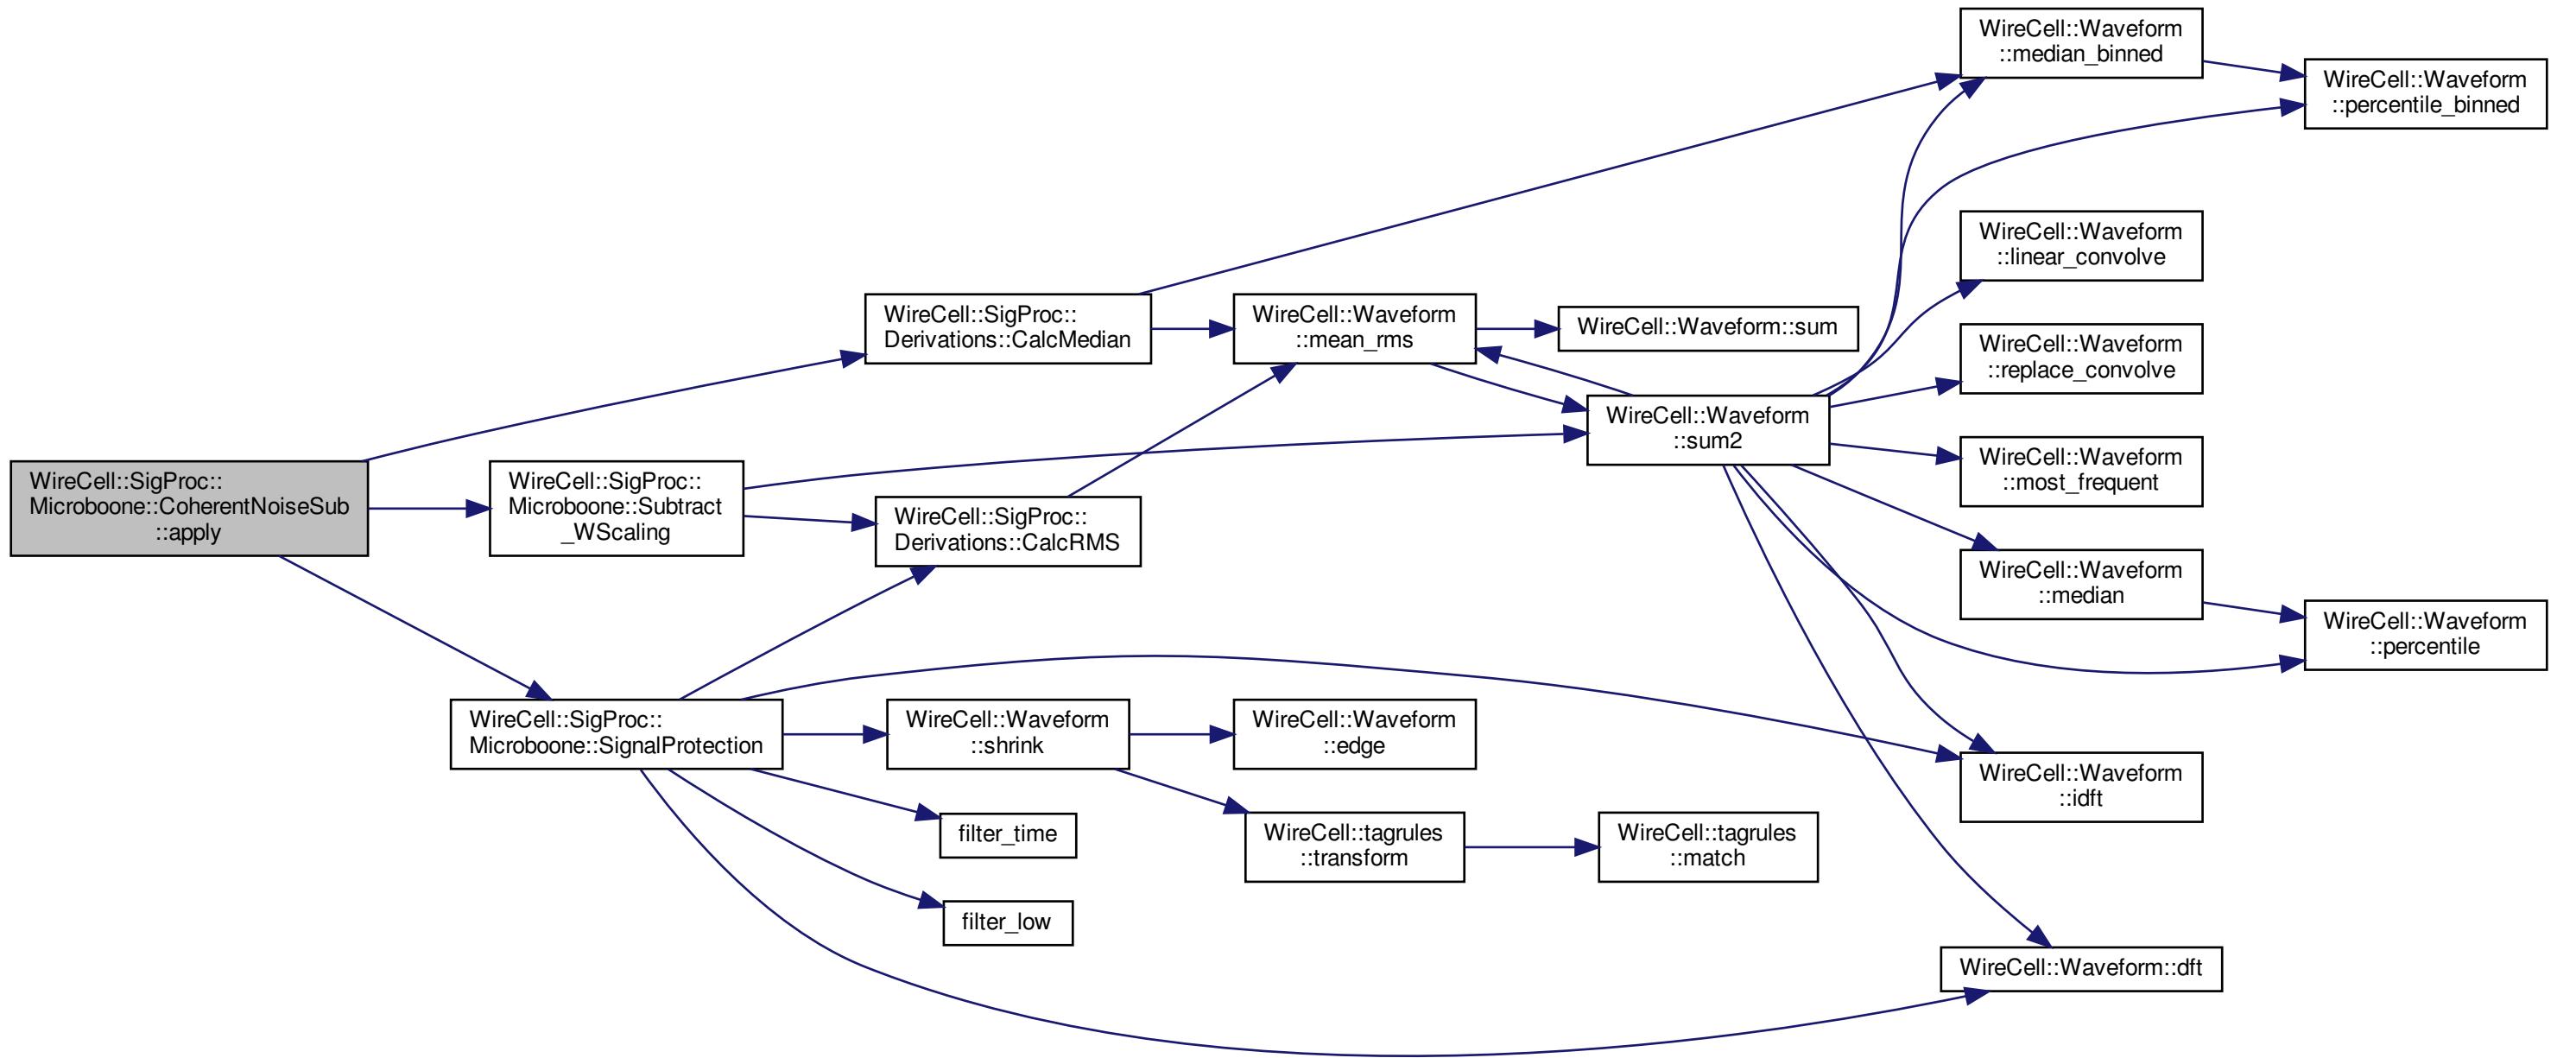 WireCell::SigProc::
Microboone::CoherentNoiseSub
::apply
WireCell::SigProc::
Derivations::CalcMedian
WireCell::SigProc::
Microboone::Subtract
_WScaling
WireCell::SigProc::
Derivations::CalcRMS
WireCell::SigProc::
Microboone::SignalProtection
WireCell::Waveform
::mean_rms
WireCell::Waveform::sum
WireCell::Waveform
::sum2
WireCell::Waveform
::median_binned
WireCell::Waveform
::percentile_binned
WireCell::Waveform
::linear_convolve
WireCell::Waveform
::replace_convolve
WireCell::Waveform
::most_frequent
WireCell::Waveform
::median
WireCell::Waveform
::percentile
WireCell::Waveform
::idft
WireCell::Waveform::dft
WireCell::Waveform
::shrink
WireCell::Waveform
::edge
WireCell::tagrules
::transform
WireCell::tagrules
::match
filter_time
filter_low